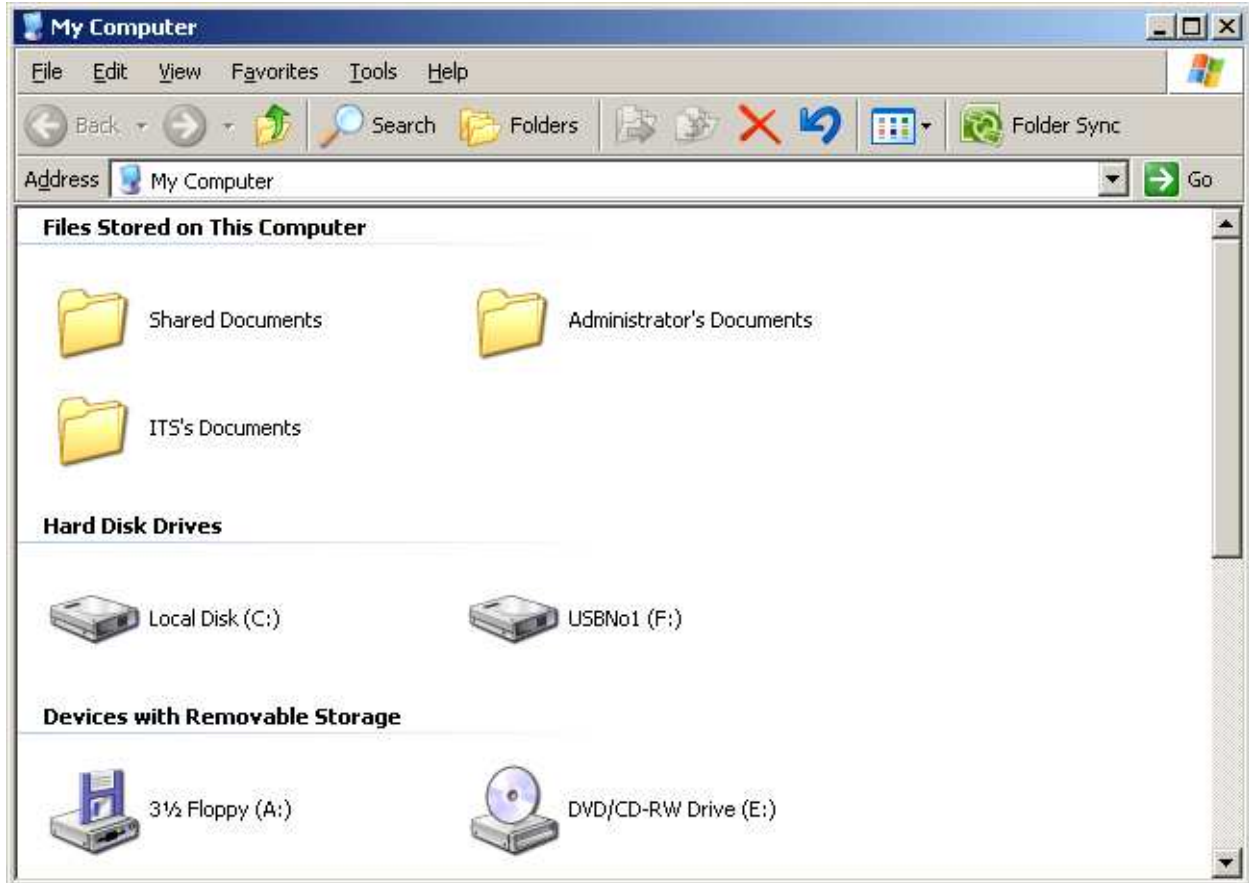 My Computer
File Edit View Favorites Tools Help
Back Search Folders Folder Sync
Address My Computer Go
Files Stored on This Computer
Shared Documents Administrator's Documents
ITS's Documents
Hard Disk Drives
Local Disk (C:) USBNo1 (F:)
Devices with Removable Storage
3½ Floppy (A:) DVD/CD-RW Drive (E:)